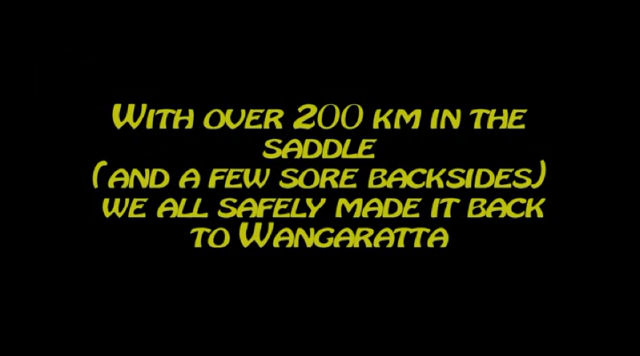 With over 200 km in the
saddle
(and a few sore backsides)
we all safely made it back
to Wangaratta